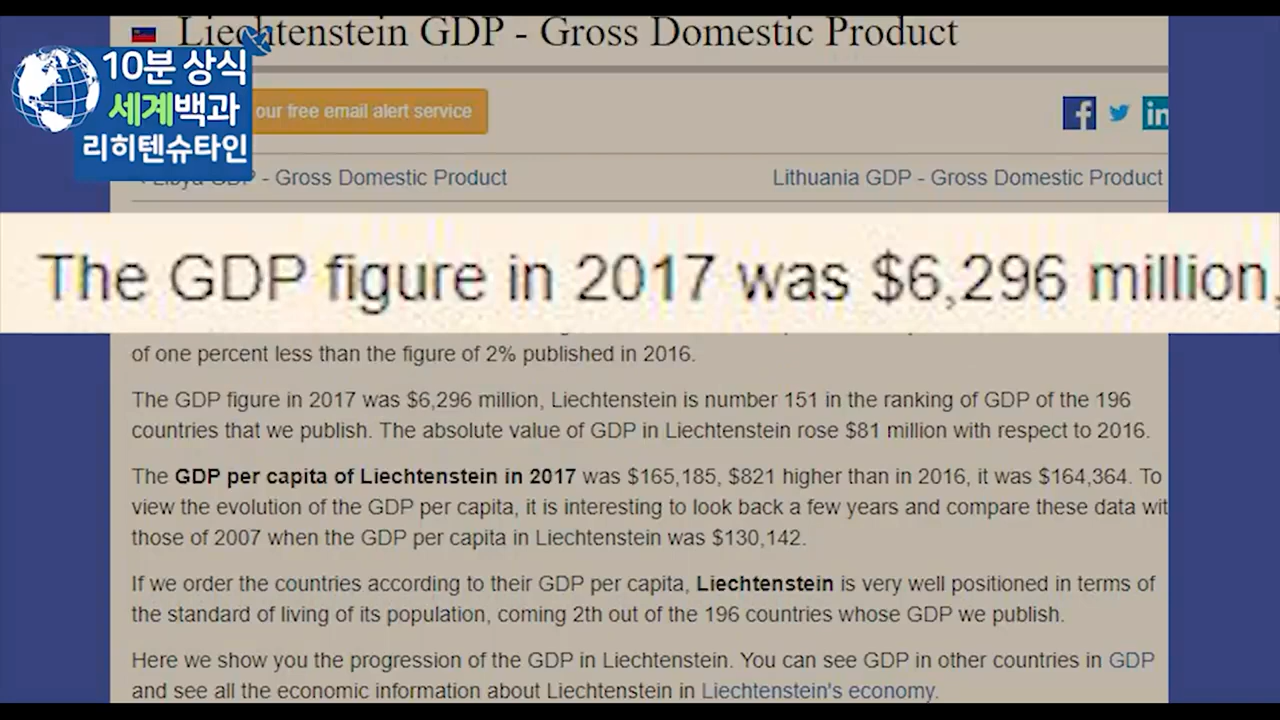 Liechtenstein GDP - Gross Domestic Product
10분 상식
세계백과
리히텐슈타인
our free email alert service
Libya GDP - Gross Domestic Product
Lithuania GDP - Gross Domestic Product
The GDP figure in 2017 was $6,296 million,
of one percent less than the figure of 2% published in 2016.
The GDP figure in 2017 was $6,296 million, Liechtenstein is number 151 in the ranking of GDP of the 196
countries that we publish. The absolute value of GDP in Liechtenstein rose $81 million with respect to 2016.
The GDP per capita of Liechtenstein in 2017 was $165,185, $821 higher than in 2016, it was $164,364. To
view the evolution of the GDP per capita, it is interesting to look back a few years and compare these data wit
those of 2007 when the GDP per capita in Liechtenstein was $130,142.
If we order the countries according to their GDP per capita, Liechtenstein is very well positioned in terms of
the standard of living of its population, coming 2th out of the 196 countries whose GDP we publish.
Here we show you the progression of the GDP in Liechtenstein. You can see GDP in other countries in GDP
and see all the economic information about Liechtenstein in Liechtenstein's economy.